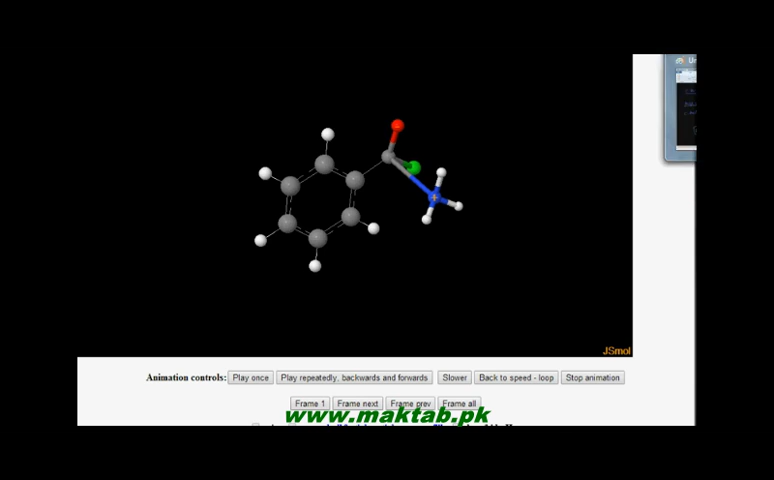 Un
JSmol
Animation controls: Play once Play repeatedly, backwards and forwards Slower Back to speed - loop Stop animation
Frame 1 Frame next Frame prev Frame all
www.maktab.pk